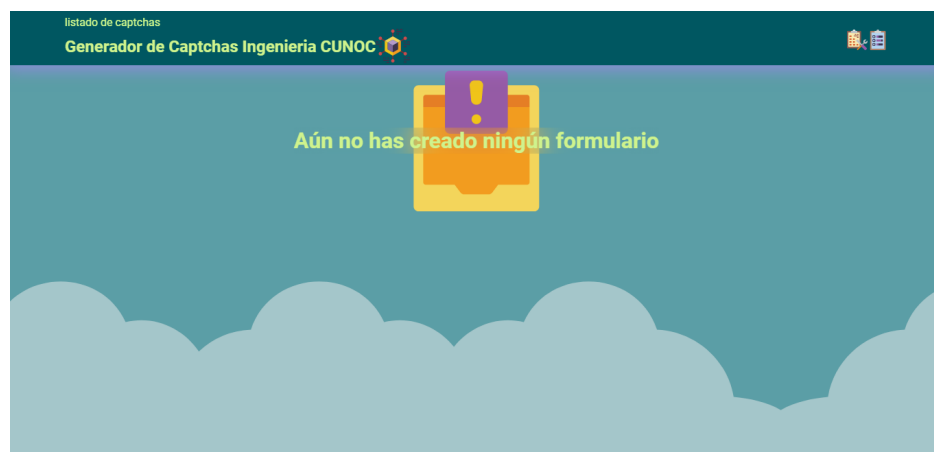 listado de captchas
Generador de Captchas Ingenieria CUNOC
Aún no has creado ningún formulario